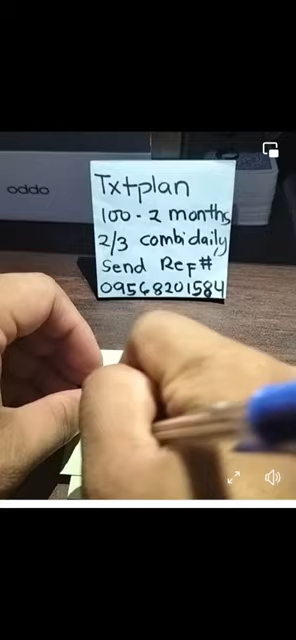 oddo
Txtplan
100 - 2 months
2/3 combi daily
Send Ref#
09568201584